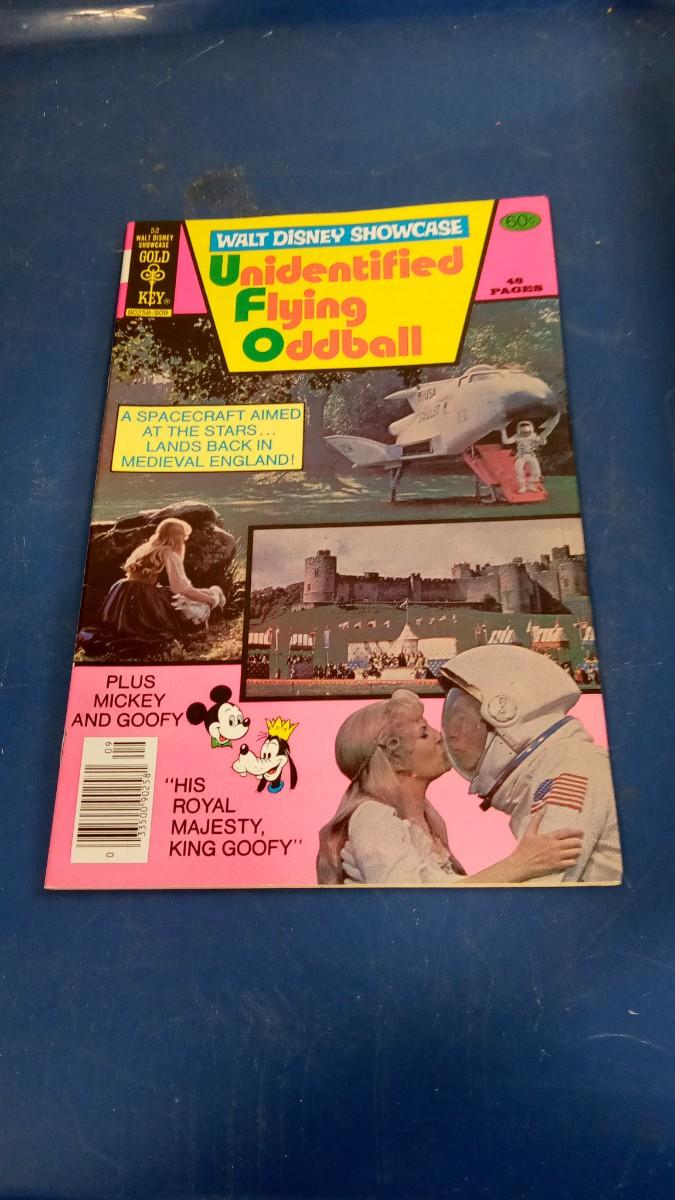 52
WALT DISNEY
SHOWCASE
GOLD
KEY®
90258-909
WALT DISNEY SHOWCASE
Unidentified
Flying
Oddball
60¢
48
PAGES
A SPACECRAFT AIMED
AT THE STARS...
LANDS BACK IN
MEDIEVAL ENGLAND!
USA
PLUS
MICKEY
AND GOOFY
"HIS
ROYAL
MAJESTY,
KING GOOFY"
09
0 33500 90258